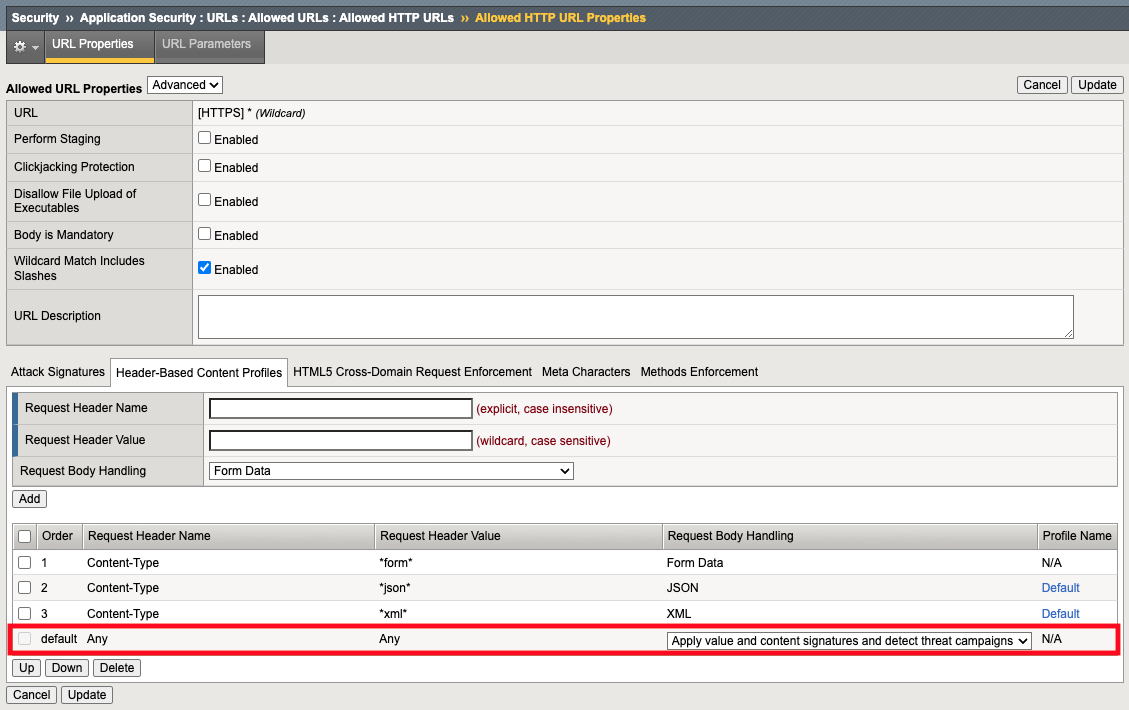 Security ›› Application Security : URLs : Allowed URLs : Allowed HTTP URLs ›› Allowed HTTP URL Properties
URL Properties URL Parameters
Allowed URL Properties Advanced Cancel Update
URL [HTTPS] * (Wildcard)
Perform Staging Enabled
Clickjacking Protection Enabled
Disallow File Upload of
Executables Enabled
Body is Mandatory Enabled
Wildcard Match Includes
Slashes Enabled
URL Description
Attack Signatures Header-Based Content Profiles HTML5 Cross-Domain Request Enforcement Meta Characters Methods Enforcement
Request Header Name (explicit, case insensitive)
Request Header Value (wildcard, case sensitive)
Request Body Handling Form Data
Add
Order Request Header Name Request Header Value Request Body Handling Profile Name
1 Content-Type *form* Form Data N/A
2 Content-Type *json* JSON Default
3 Content-Type *xml* XML Default
default Any Any Apply value and content signatures and detect threat campaigns N/A
Up Down Delete
Cancel Update